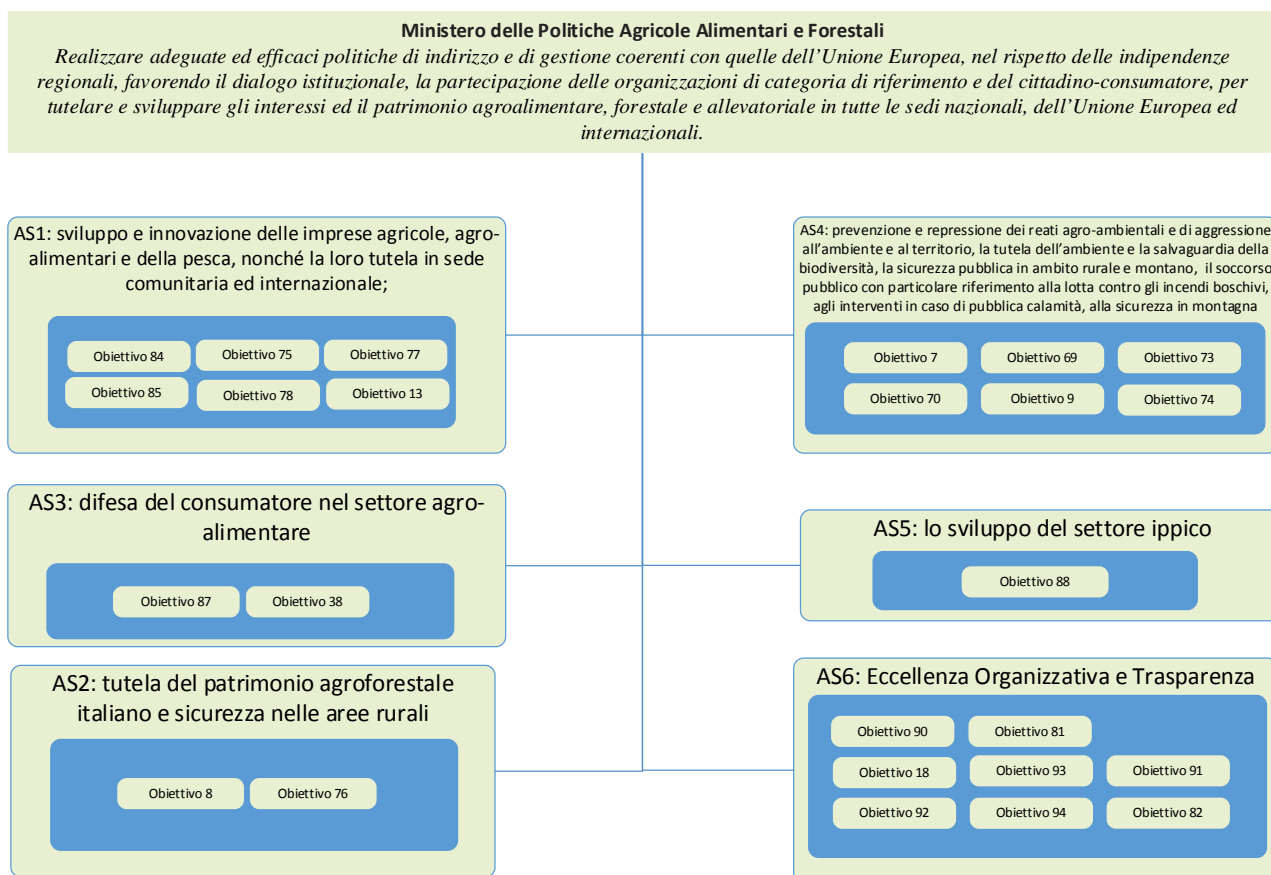 Ministero delle Politiche Agricole Alimentari e Forestali
Realizzare adeguate ed efficaci politiche di indirizzo e di gestione coerenti con quelle dell'Unione Europea, nel rispetto delle indipendenze
regionali, favorendo il dialogo istituzionale, la partecipazione delle organizzazioni di categoria di riferimento e del cittadino-consumatore, per
tutelare e sviluppare gli interessi ed il patrimonio agroalimentare, forestale e allevatoriale in tutte le sedi nazionali, dell'Unione Europea ed
internazionali.
AS1: sviluppo e innovazione delle imprese agricole, agro-
alimentari e della pesca, nonché la loro tutela in sede
comunitaria ed internazionale;
Obiettivo 84
Obiettivo 75
Obiettivo 77
Obiettivo 85
Obiettivo 78
Obiettivo 13
AS4: prevenzione e repressione dei reati agro-ambientali e di aggressione
all'ambiente e al territorio, la tutela dell'ambiente e la salvaguardia della
biodiversità, la sicurezza pubblica in ambito rurale e montano, il soccorso
pubblico con particolare riferimento alla lotta contro gli incendi boschivi,
agli interventi in caso di pubblica calamità, alla sicurezza in montagna
Obiettivo 7
Obiettivo 69
Obiettivo 73
Obiettivo 70
Obiettivo 9
Obiettivo 74
AS3: difesa del consumatore nel settore agro-
alimentare
Obiettivo 87
Obiettivo 38
AS5: lo sviluppo del settore ippico
Obiettivo 88
AS2: tutela del patrimonio agroforestale
italiano e sicurezza nelle aree rurali
Obiettivo 8
Obiettivo 76
AS6: Eccellenza Organizzativa e Trasparenza
Obiettivo 90
Obiettivo 81
Obiettivo 18
Obiettivo 93
Obiettivo 91
Obiettivo 92
Obiettivo 94
Obiettivo 82